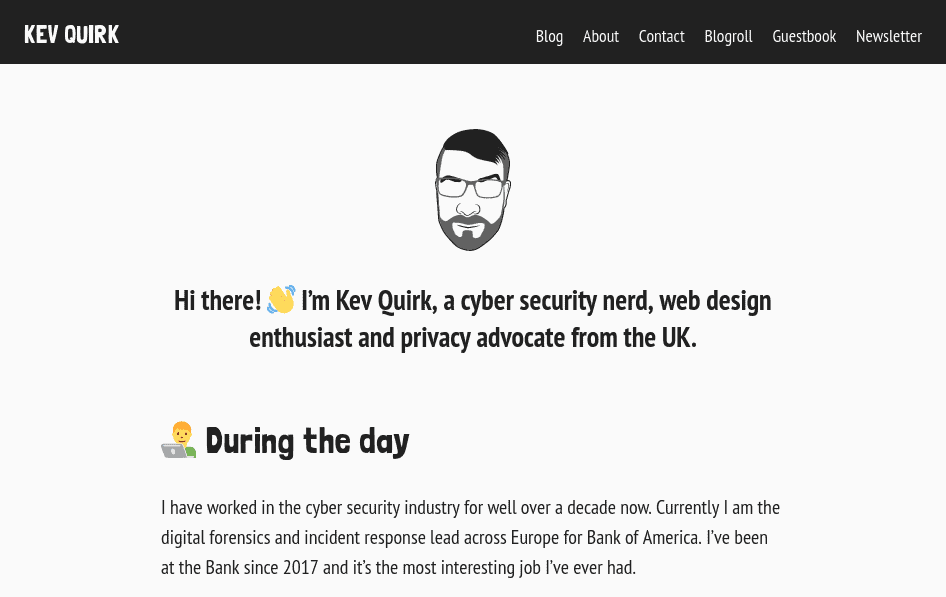 KEV QUIRK
Blog About Contact Blogroll Guestbook Newsletter
Hi there! 👋 I’m Kev Quirk, a cyber security nerd, web design
enthusiast and privacy advocate from the UK.
👨‍💻 During the day
I have worked in the cyber security industry for well over a decade now. Currently I am the
digital forensics and incident response lead across Europe for Bank of America. I’ve been
at the Bank since 2017 and it’s the most interesting job I’ve ever had.